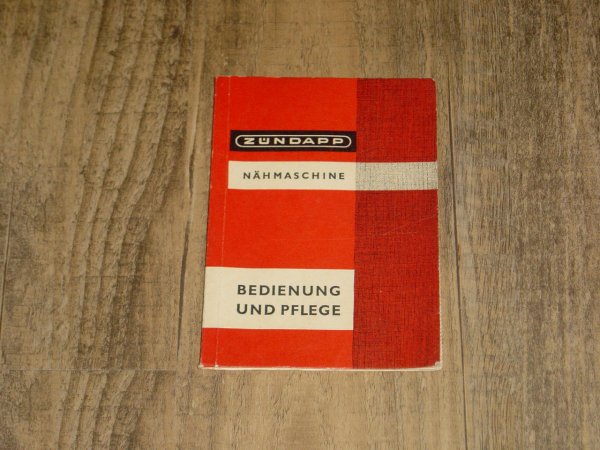 ZÜNDAPP
NÄHMASCHINE
BEDIENUNG
UND PFLEGE